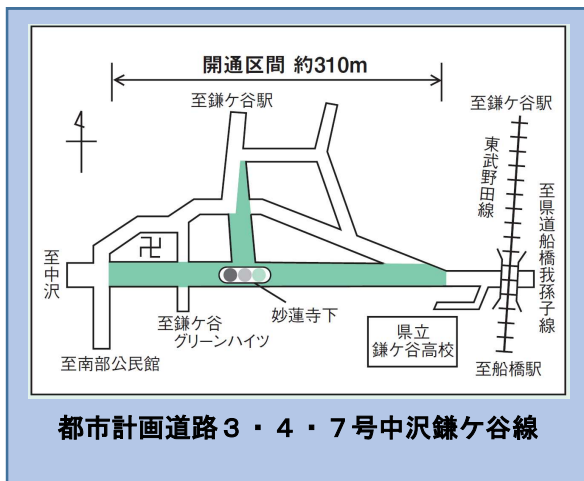 開通区間 約310m
至鎌ケ谷駅
至鎌ケ谷駅
東武野田線
至県道船橋我孫子線
至中沢
卍
妙蓮寺下
至鎌ケ谷
グリーンハイツ
県立
鎌ケ谷高校
至南部公民館
至船橋駅
都市計画道路3・4・7号中沢鎌ケ谷線